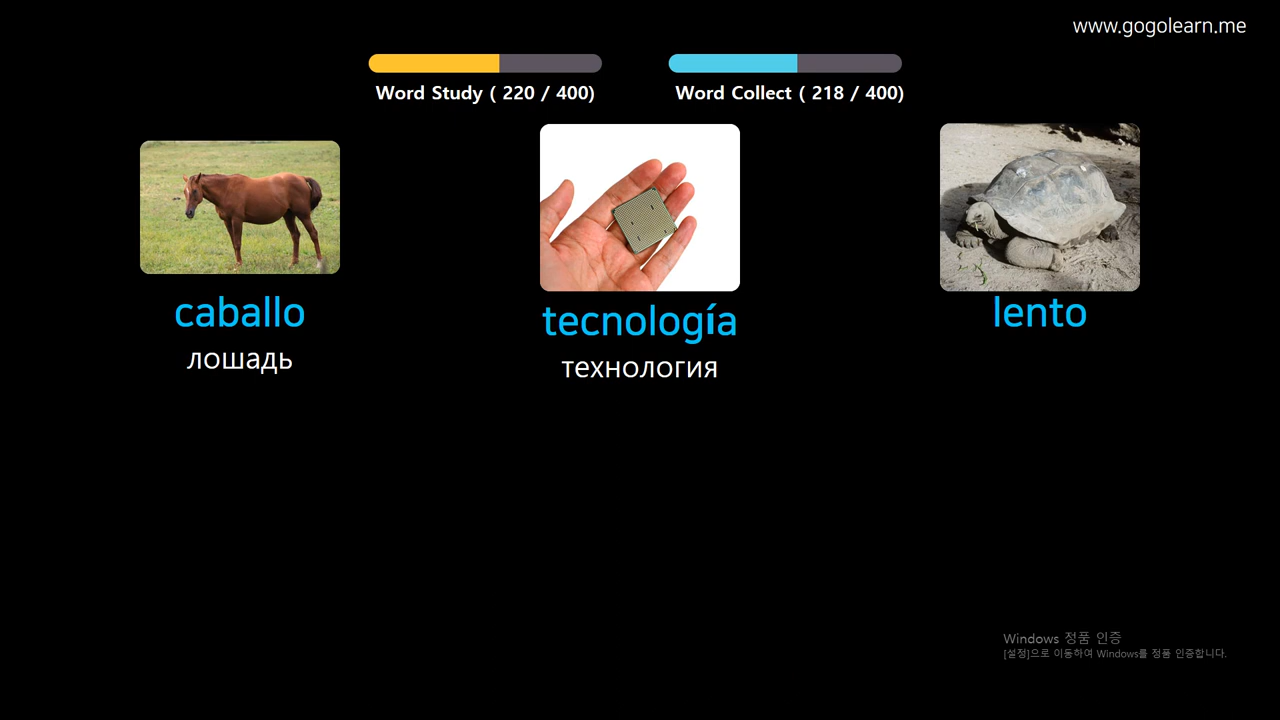 www.gogolearn.me
Word Study ( 220 / 400)
Word Collect ( 218 / 400)
caballo
лошадь
tecnología
технология
lento
Windows 정품 인증
[설정]으로 이동하여 Windows를 정품 인증합니다.